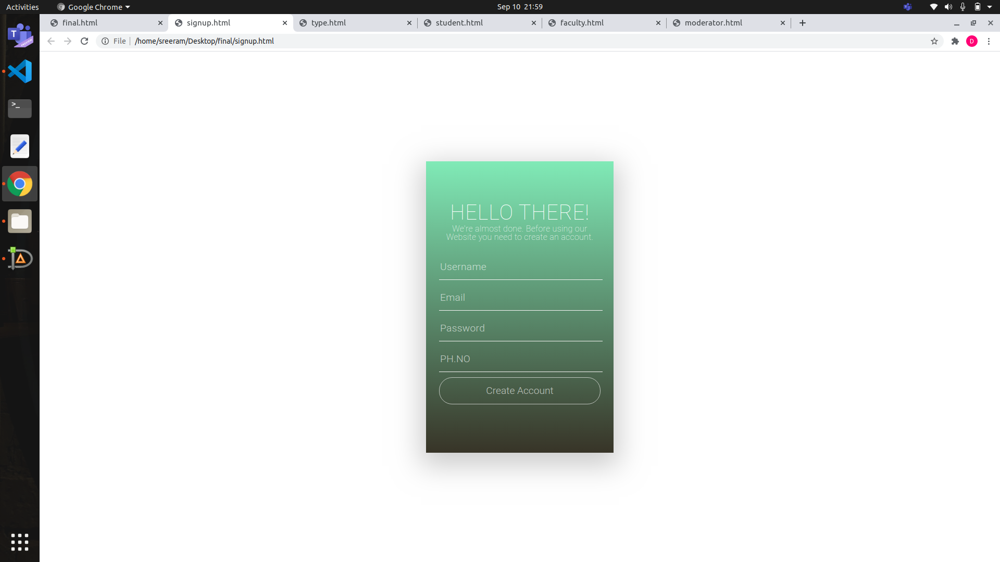 Activities
Google Chrome
Sep 10 21:59
final.html
signup.html
type.html
student.html
faculty.html
moderator.html
File
/home/sreeram/Desktop/final/signup.html
D
T
PREVIEW
>_
HELLO THERE!
We're almost done. Before using our
Website you need to create an account.
Username
Email
Password
PH.NO
Create Account